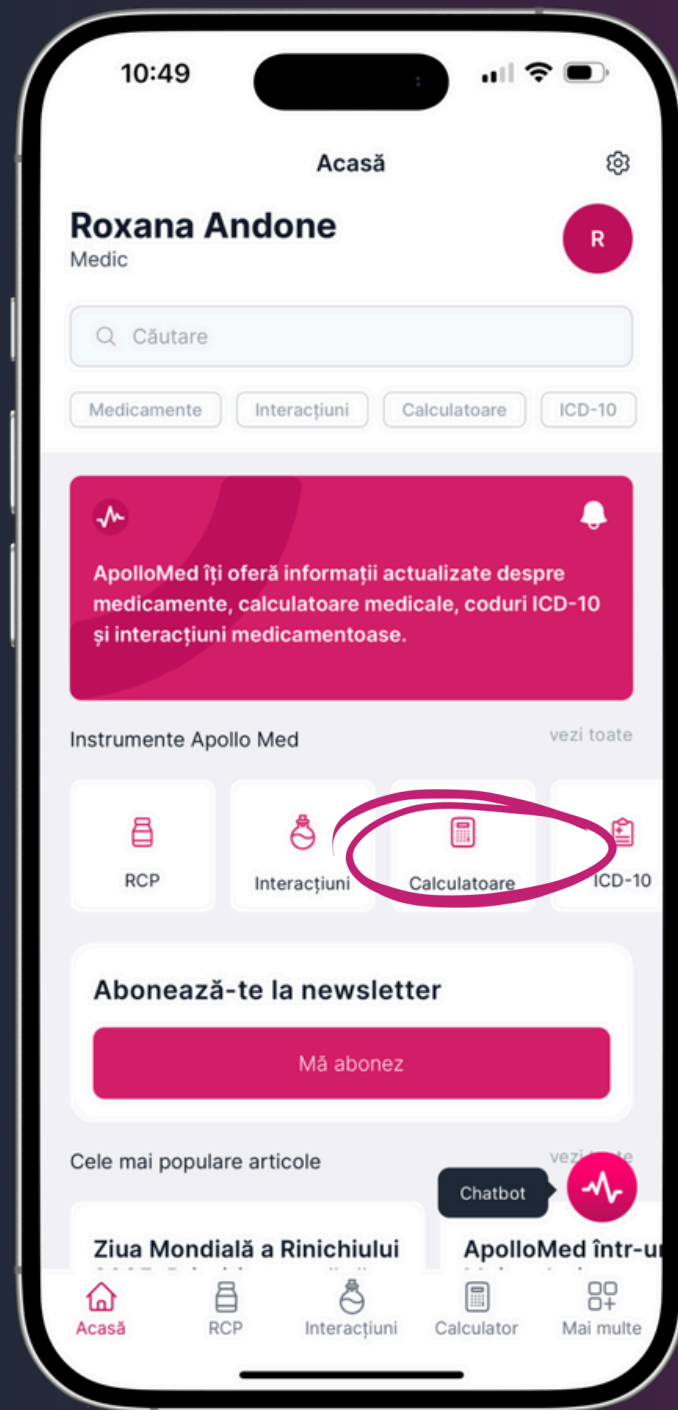 10:49
Acasă
Roxana Andone
R
Medic
Căutare
Medicamente
Interacțiuni
Calculatoare
ICD-10
ApolloMed îți oferă informații actualizate despre
medicamente, calculatoare medicale, coduri ICD-10
și interacțiuni medicamentoase.
Instrumente Apollo Med
vezi toate
RCP
Interacțiuni
Calculatoare
ICD-10
Abonează-te la newsletter
Mă abonez
Cele mai populare articole
vezi
Chatbot
Ziua Mondială a Rinichiului
ApolloMed într-
Acasă
RCP
Interacțiuni
Calculator
Mai multe